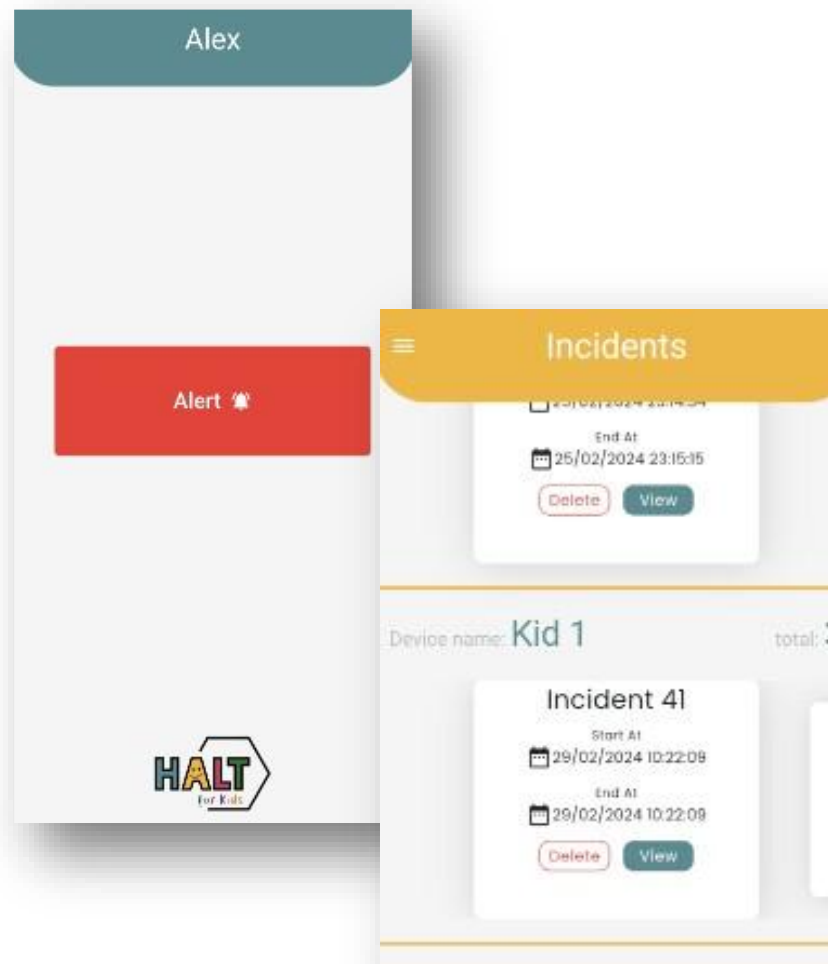 Alex
Alert
HALT
For Kids
Incidents
End At
25/02/2024 23:15:15
Delete View
Device name: Kid 1 total:
Incident 41
Start At
29/02/2024 10:22:09
End At
29/02/2024 10:22:09
Delete View